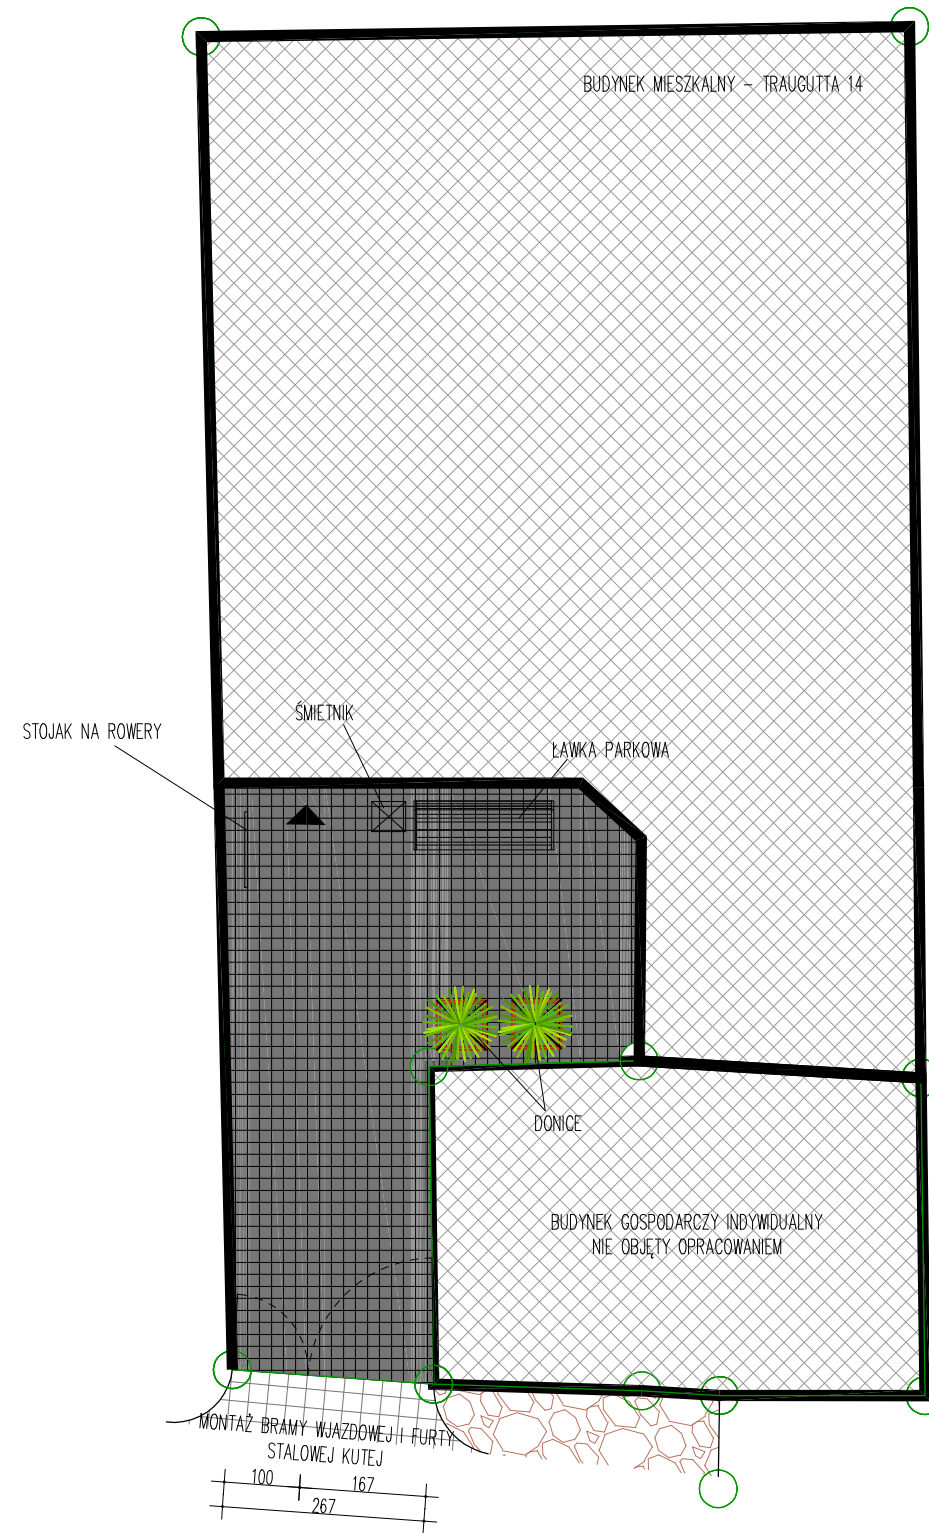 BUDYNEK MIESZKALNY – TRAUGUTTA 14
ŚMIETNIK
STOJAK NA ROWERY
ŁAWKA PARKOWA
DONICE
BUDYNEK GOSPODARCZY INDYWIDUALNY
NIE OBJĘTY OPRACOWANIEM
MONTAŻ BRAMY WJAZDOWEJ I FURTY
STALOWEJ KUTEJ
100
167
267